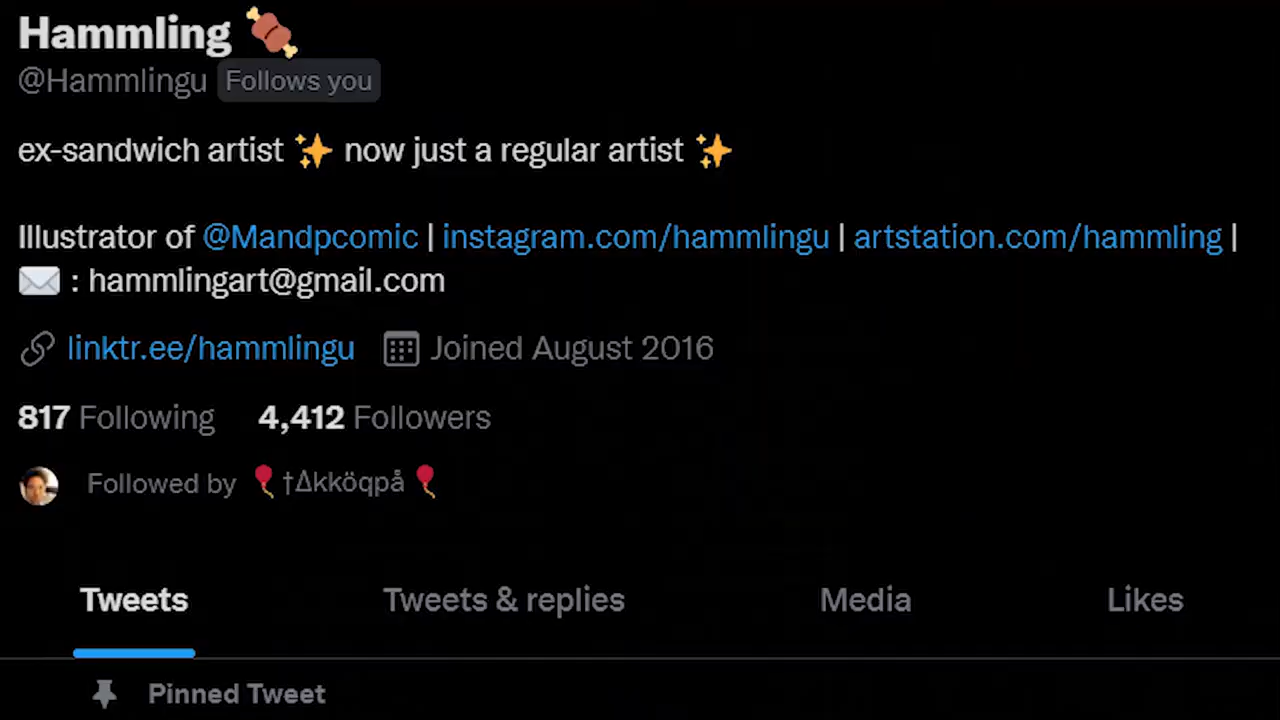 Hammling 🍖
@Hammlingu Follows you
ex-sandwich artist ✨ now just a regular artist ✨
Illustrator of @Mandpcomic | instagram.com/hammlingu | artstation.com/hammling |
✉️ : hammlingart@gmail.com
linktr.ee/hammlingu Joined August 2016
817 Following 4,412 Followers
Followed by 🎈†∆kköqpå🎈
Tweets Tweets & replies Media Likes
Pinned Tweet